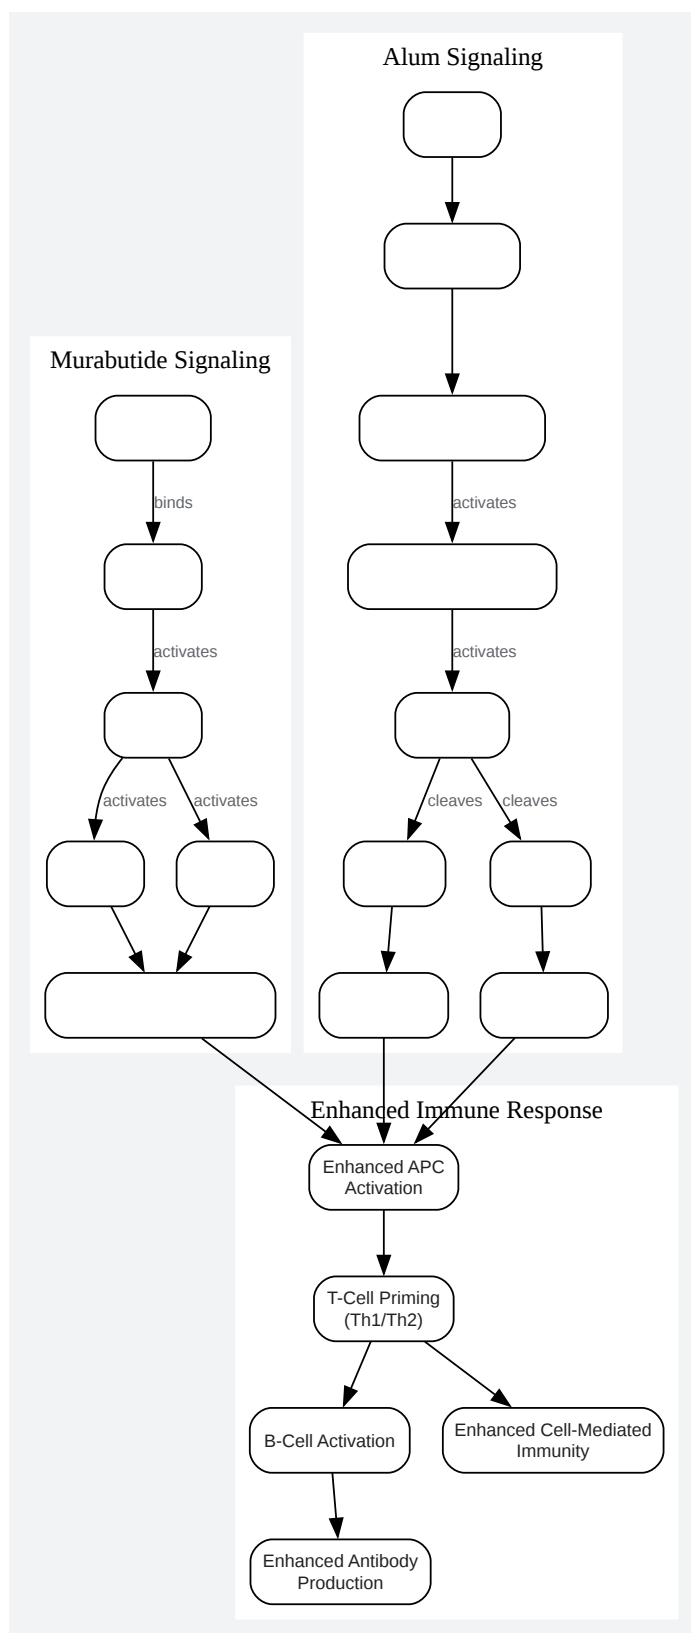 Alum Signaling
Murabutide Signaling
binds
activates
activates
activates
activates
activates
cleaves
cleaves
Enhanced Immune Response
Enhanced APC
Activation
T-Cell Priming
(Th1/Th2)
B-Cell Activation
Enhanced Cell-Mediated
Immunity
Enhanced Antibody
Production